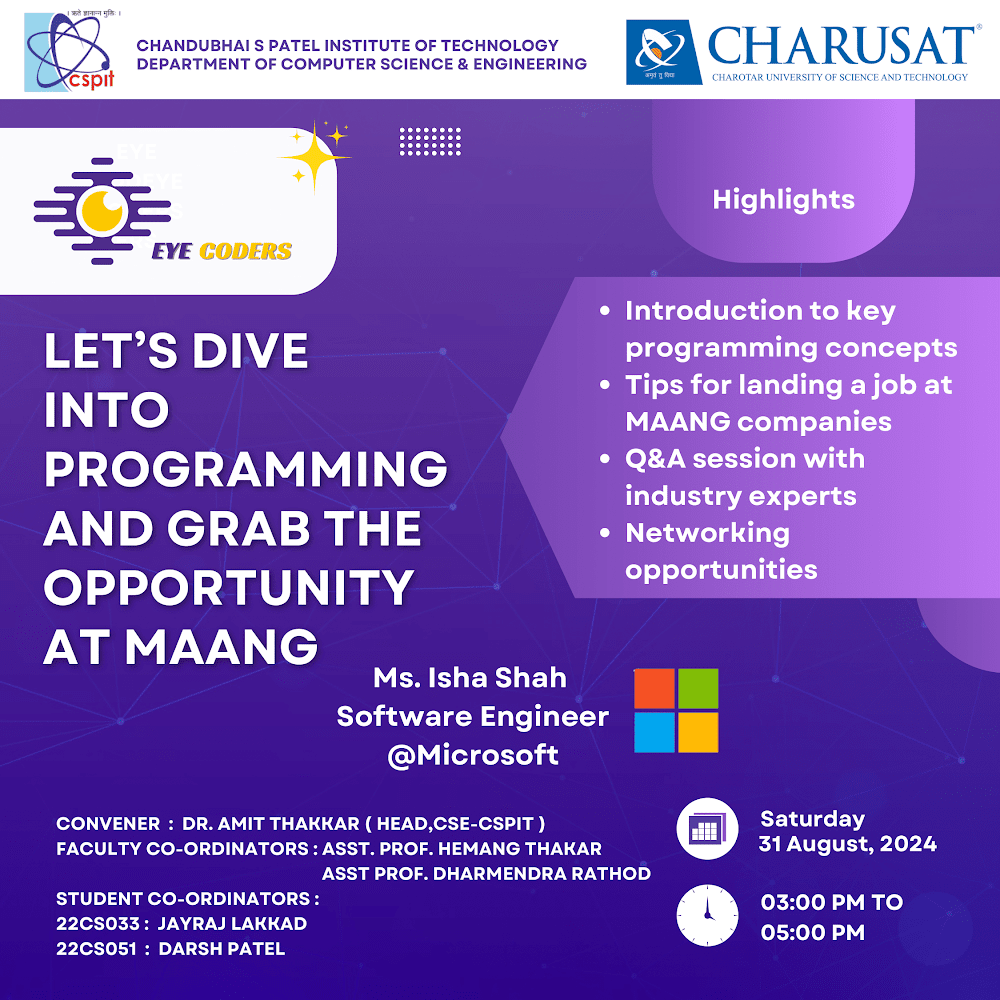 । ऋते ज्ञानान्न मुक्तिः ।
cspit
CHANDUBHAI S PATEL INSTITUTE OF TECHNOLOGY
DEPARTMENT OF COMPUTER SCIENCE & ENGINEERING
अमृतं तु विद्या
CHARUSAT®
CHAROTAR UNIVERSITY OF SCIENCE AND TECHNOLOGY
EYE
EYE
EYE CODERS
LET’S DIVE
INTO
PROGRAMMING
AND GRAB THE
OPPORTUNITY
AT MAANG
Highlights
• Introduction to key
programming concepts
• Tips for landing a job at
MAANG companies
• Q&A session with
industry experts
• Networking
opportunities
Ms. Isha Shah
Software Engineer
@Microsoft
CONVENER : DR. AMIT THAKKAR ( HEAD,CSE-CSPIT )
FACULTY CO-ORDINATORS : ASST. PROF. HEMANG THAKAR
ASST PROF. DHARMENDRA RATHOD
STUDENT CO-ORDINATORS :
22CS033 : JAYRAJ LAKKAD
22CS051 : DARSH PATEL
Saturday
31 August, 2024
03:00 PM TO
05:00 PM